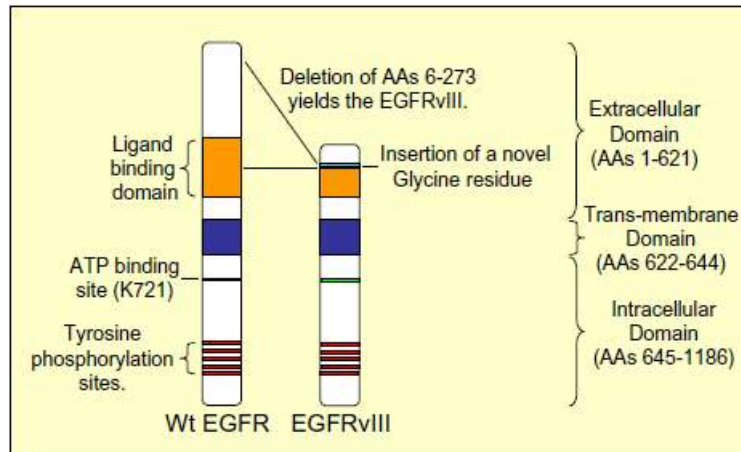 Deletion of AAs 6-273
yields the EGFRvIII.
Ligand
binding
domain
Insertion of a novel
Glycine residue
ATP binding
site (K721)
Tyrosine
phosphorylation
sites.
Extracellular
Domain
(AAs 1-621)
Trans-membrane
Domain
(AAs 622-644)
Intracellular
Domain
(AAs 645-1186)
Wt EGFR
EGFRvIII